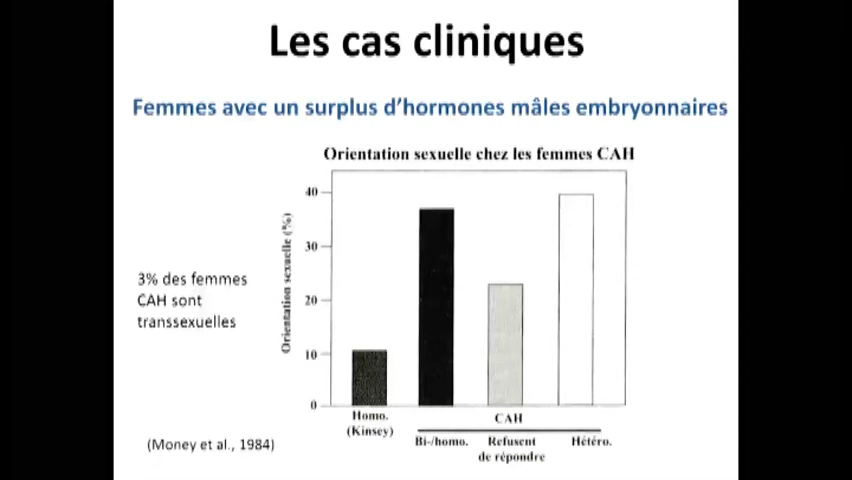 Les cas cliniques
Femmes avec un surplus d'hormones mâles embryonnaires
Orientation sexuelle chez les femmes CAH
Orientation sexuelle (%)
40
30
20
10
0
3% des femmes
CAH sont
transsexuelles
Homo.
(Kinsey)
CAH
Bi-/homo.
Refusent
de répondre
Hétéro.
(Money et al., 1984)